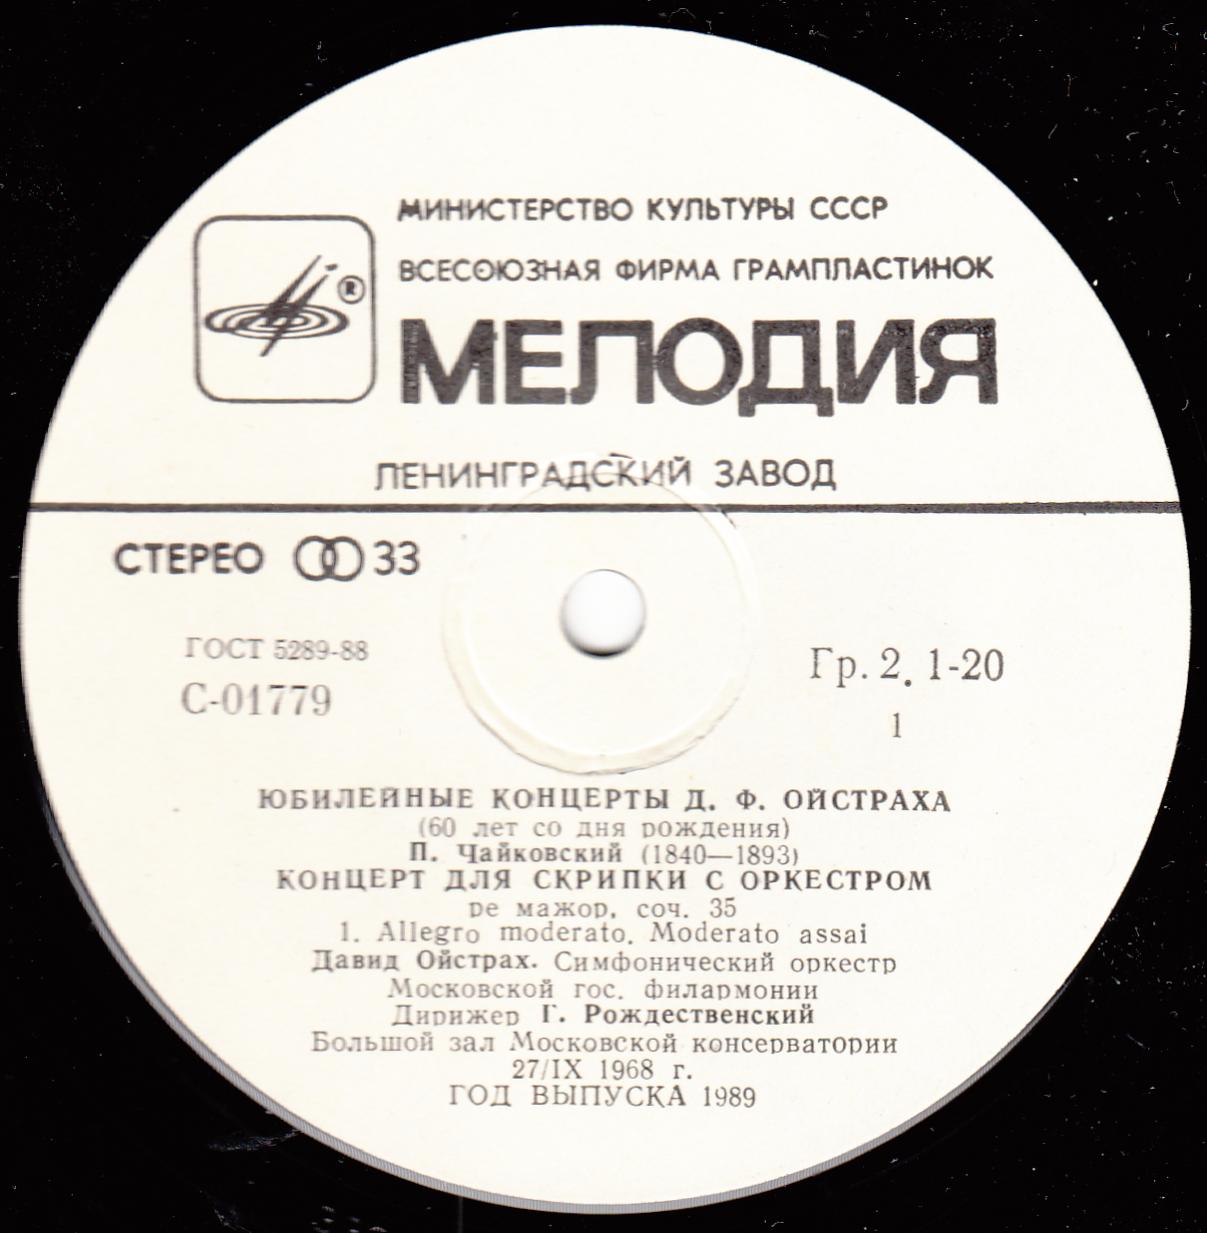 МИНИСТЕРСТВО КУЛЬТУРЫ СССР
ВСЕСОЮЗНАЯ ФИРМА ГРАМПЛАСТИНОК
®
МЕЛОДИЯ
ЛЕНИНГРАДСКИЙ ЗАВОД
СТЕРЕО 33
ГОСТ 5289-88
С-01779
Гр. 2. 1-20
1
ЮБИЛЕЙНЫЕ КОНЦЕРТЫ Д. Ф. ОЙСТРАХА
(60 лет со дня рождения)
П. Чайковский (1840—1893)
КОНЦЕРТ ДЛЯ СКРИПКИ С ОРКЕСТРОМ
ре мажор, соч. 35
1. Allegro moderato. Moderato assai
Давид Ойстрах. Симфонический оркестр
Московской гос. филармонии
Дирижер Г. Рождественский
Большой зал Московской консерватории
27/IX 1968 г.
ГОД ВЫПУСКА 1989